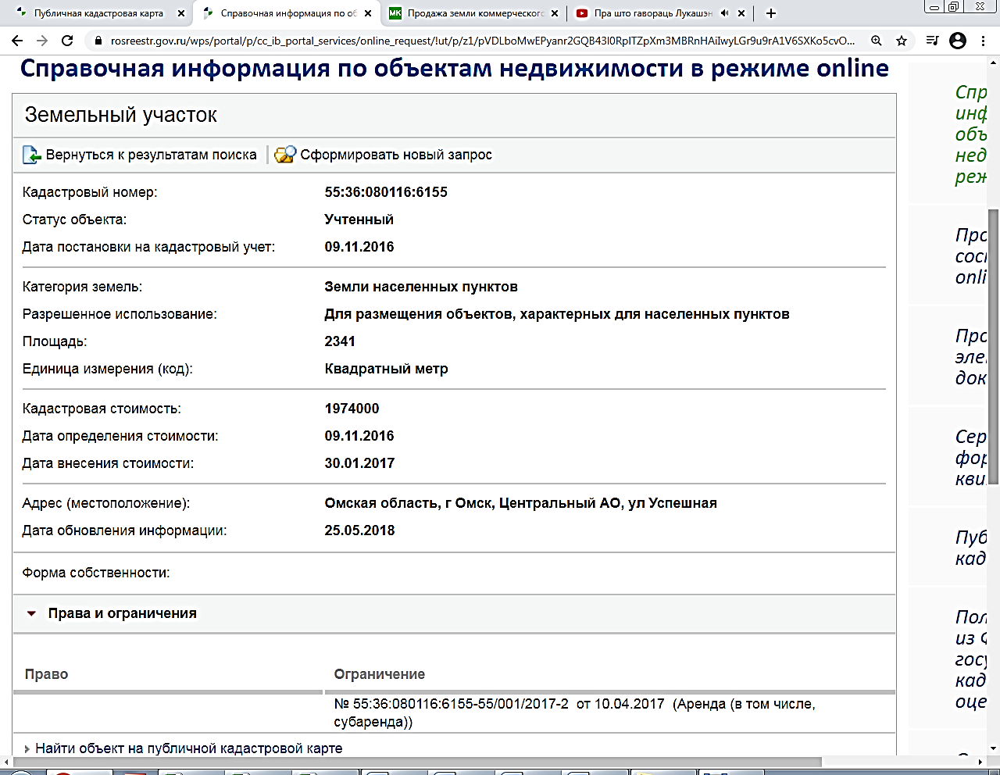 Публичная кадастровая карта
Справочная информация по об
МК Продажа земли коммерческого
Пра што гавораць Лукашэн
rosreestr.gov.ru/wps/portal/p/cc_ib_portal_services/online_request/!ut/p/z1/pVDLboMwEPyanr2GQB43l0RplTZpXm3MBRnHAiIwyLGr9u9rA1V6SXKo5cvO...
Справочная информация по объектам недвижимости в режиме online
Земельный участок
Вернуться к результатам поиска
Сформировать новый запрос
Кадастровый номер: 55:36:080116:6155
Статус объекта: Учтенный
Дата постановки на кадастровый учет: 09.11.2016
Категория земель: Земли населенных пунктов
Разрешенное использование: Для размещения объектов, характерных для населенных пунктов
Площадь: 2341
Единица измерения (код): Квадратный метр
Кадастровая стоимость: 1974000
Дата определения стоимости: 09.11.2016
Дата внесения стоимости: 30.01.2017
Адрес (местоположение): Омская область, г Омск, Центральный АО, ул Успешная
Дата обновления информации: 25.05.2018
Форма собственности:
Права и ограничения
Право Ограничение
№ 55:36:080116:6155-55/001/2017-2 от 10.04.2017 (Аренда (в том числе,
субаренда))
Найти объект на публичной кадастровой карте
Спр
инф
объ
нед
реж
Про
сос
onli
Про
эле
док
Сер
фор
кви
Пуб
кад
Пол
из Ф
гос
кад
оце